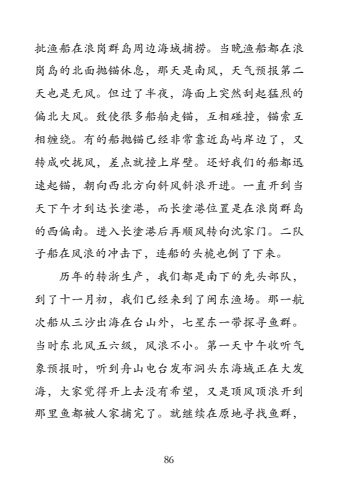 批渔船在浪岗群岛周边海域捕捞。当晚渔船都在浪
岗岛的北面抛锚休息，那天是南风，天气预报第二
天也是无风。但过了半夜，海面上突然刮起猛烈的
偏北大风。致使很多船舶走锚，互相碰撞，锚索互
相缠绕。有的船抛锚已经非常靠近岛屿岸边了，又
转成吹拢风，差点就撞上岸壁。还好我们的船都迅
速起锚，朝向西北方向斜风斜浪开进。一直开到当
天下午才到达长塗港，而长塗港位置是在浪岗群岛
的西偏南。进入长塗港后再顺风转向沈家门。二队
子船在风浪的冲击下，连船的头桅也倒了下来。
历年的转浙生产，我们都是南下的先头部队，
到了十一月初，我们已经来到了闽东渔场。那一航
次船从三沙出海在台山外，七星东一带探寻鱼群。
当时东北风五六级，风浪不小。第一天中午收听气
象预报时，听到舟山电台发布洞头东海域正在大发
海，大家觉得开上去没有希望，又是顶风顶浪开到
那里鱼都被人家捕完了。就继续在原地寻找鱼群，
86